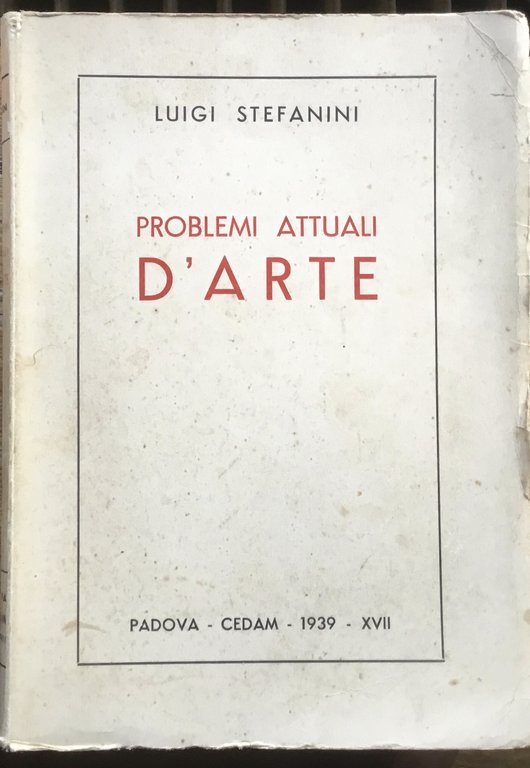 LUIGI STEFANINI
PROBLEMI ATTUALI
D'ARTE
PADOVA - CEDAM - 1939 - XVII